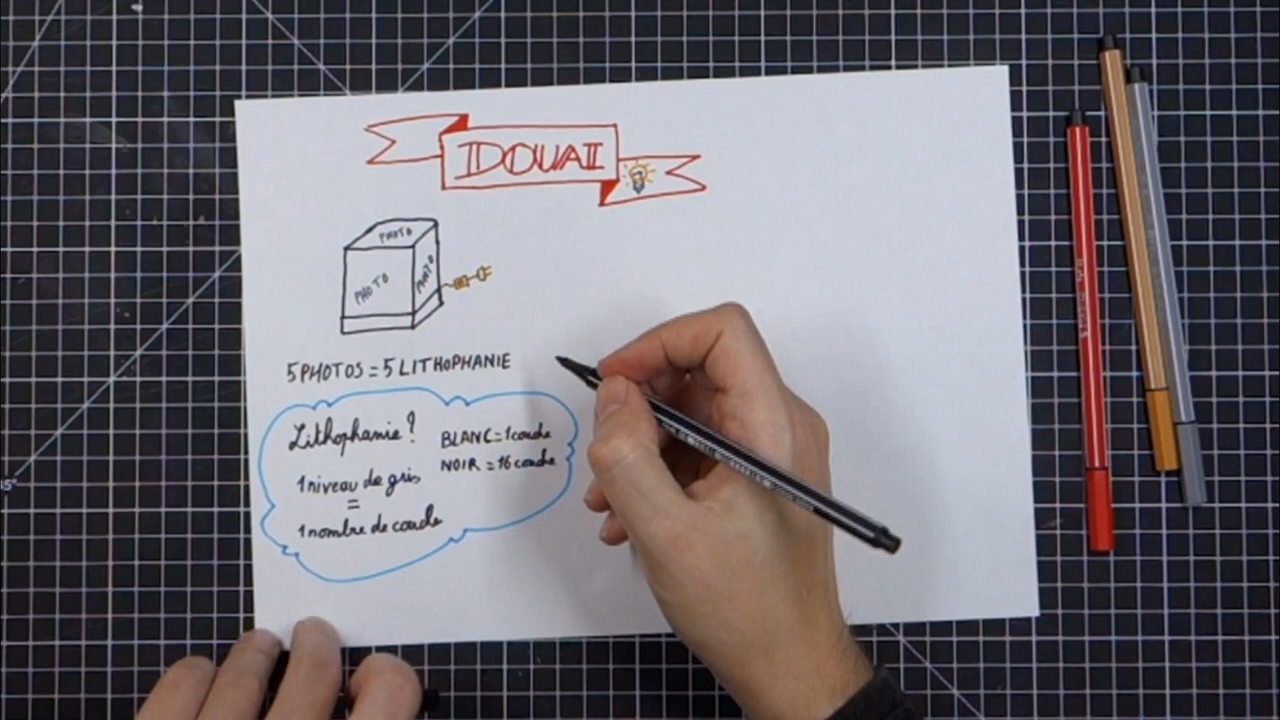 DOUAI
PHOTO
PHOTO
PHOTO
5 PHOTOS = 5 LITHOPHANIE
Lithophanie?
BLANC = 1 couche
NOIR = 16 couche
1 niveau de gris
=
1 nombre de couche
45°